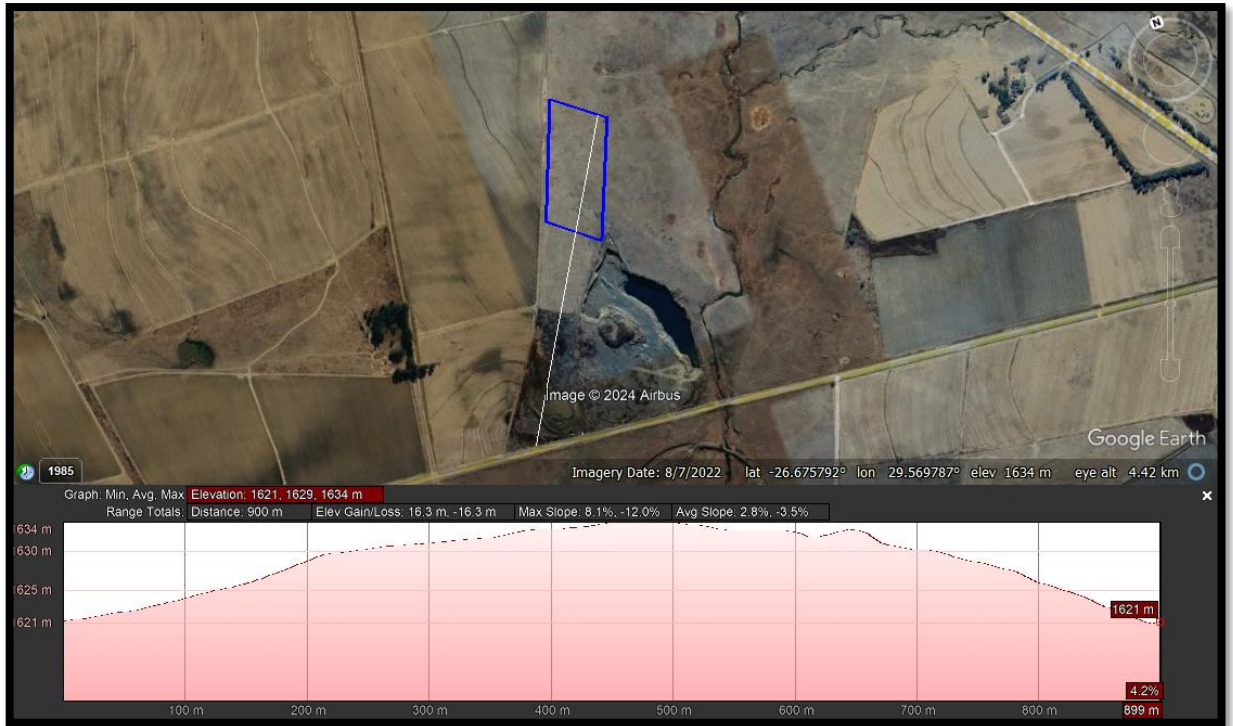 N
Image © 2024 Airbus
Google Earth
1985
Imagery Date: 8/7/2022 lat -26.675792° lon 29.569787° elev 1634 m eye alt 4.42 km
Graph: Min, Avg, Max Elevation: 1621, 1629, 1634 m
Range Totals: Distance: 900 m Elev Gain/Loss: 16.3 m, -16.3 m Max Slope: 8.1%, -12.0% Avg Slope: 2.8%, -3.5%
1634 m
1630 m
1625 m
1621 m
1621 m
4.2%
100 m 200 m 300 m 400 m 500 m 600 m 700 m 800 m 899 m